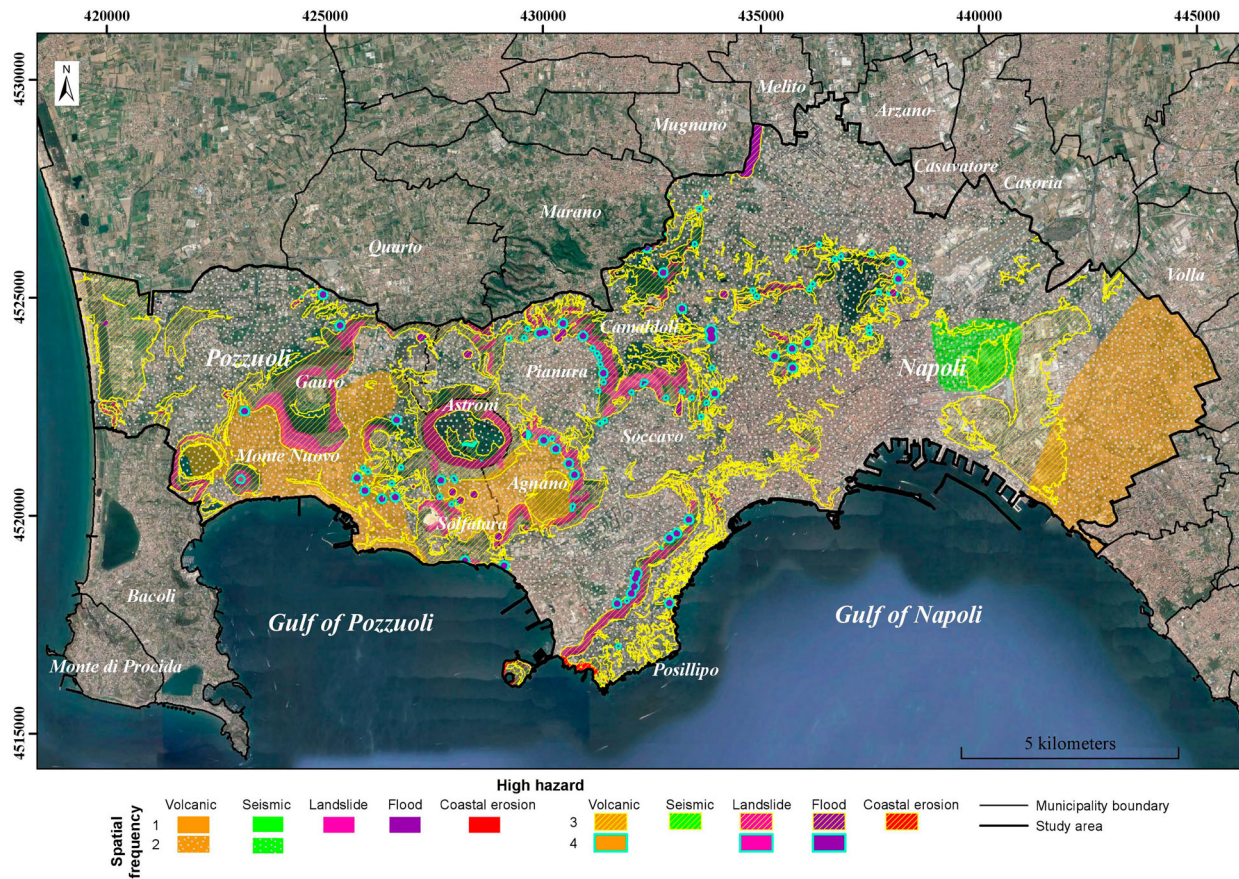 420000 425000 430000 435000 440000 445000
4530000
4525000
4520000
4515000
N
Melito
Mugnano
Arzano
Casavatore
Casoria
Marano
Quarto
Volla
Camaldoli
Pozzuoli
Pianura
Napoli
Gauro
Astroni
Soccavo
Monte Nuovo
Agnano
Solfatara
Bacoli
Gulf of Pozzuoli
Gulf of Napoli
Monte di Procida
Posillipo
5 kilometers
High hazard
Volcanic Seismic Landslide Flood Coastal erosion Volcanic Seismic Landslide Flood Coastal erosion
Spatial
frequency
1
2
3
4
Municipality boundary
Study area